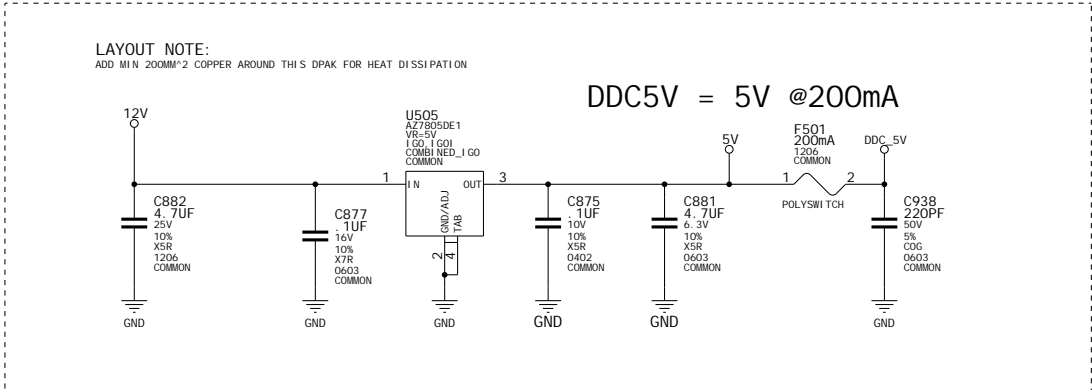 LAYOUT NOTE:
ADD MIN 200MM^2 COPPER AROUND THIS DPAK FOR HEAT DISSIPATION
DDC5V = 5V @200mA
12V
U505
AZ7805DE1
VR=5V
IGO,IGOI
COMBINED_IGO
COMMON
5V
F501
200mA
1206
COMMON
DDC_5V
1
IN
OUT
3
GND/ADJ
TAB
2
4
1
2
POLYSWITCH
C882
4.7UF
25V
10%
X5R
1206
COMMON
C877
.1UF
16V
10%
X7R
0603
COMMON
C875
.1UF
10V
10%
X5R
0402
COMMON
C881
4.7UF
6.3V
10%
X5R
0603
COMMON
C938
220PF
50V
5%
COG
0603
COMMON
GND
GND
GND
GND
GND
GND